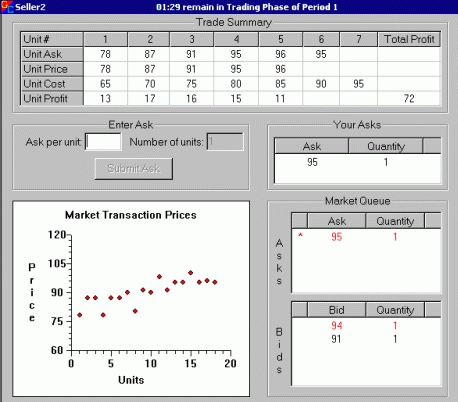 Seller2 01:29 remain in Trading Phase of Period 1
Trade Summary
Unit # 1 2 3 4 5 6 7 Total Profit
Unit Ask 78 87 91 95 96 95
Unit Price 78 87 91 95 96
Unit Cost 65 70 75 80 85 90 95
Unit Profit 13 17 16 15 11 72
Enter Ask
Ask per unit: Number of units: 1
Submit Ask
Your Asks
Ask Quantity
95 1
Market Transaction Prices
120
105
90
75
60
Price
0 5 10 15 20
Units
Market Queue
Asks
Ask Quantity
* 95 1
Bids
Bid Quantity
94 1
91 1